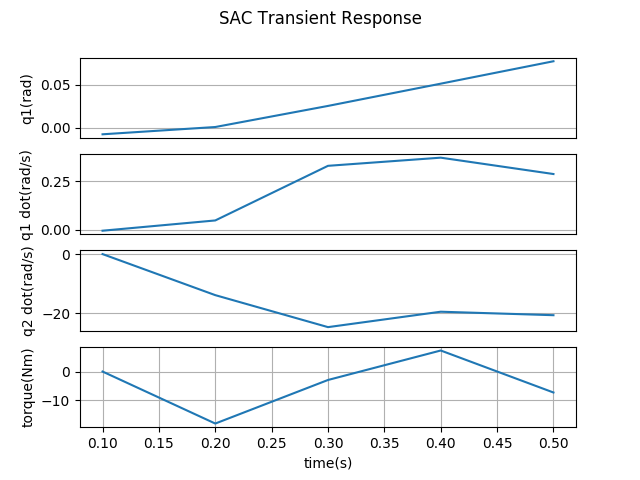 SAC Transient Response
q1(rad)
0.05
0.00
q1 dot(rad/s)
0.25
0.00
q2 dot(rad/s)
0
−20
torque(Nm)
0
−10
0.10 0.15 0.20 0.25 0.30 0.35 0.40 0.45 0.50
time(s)